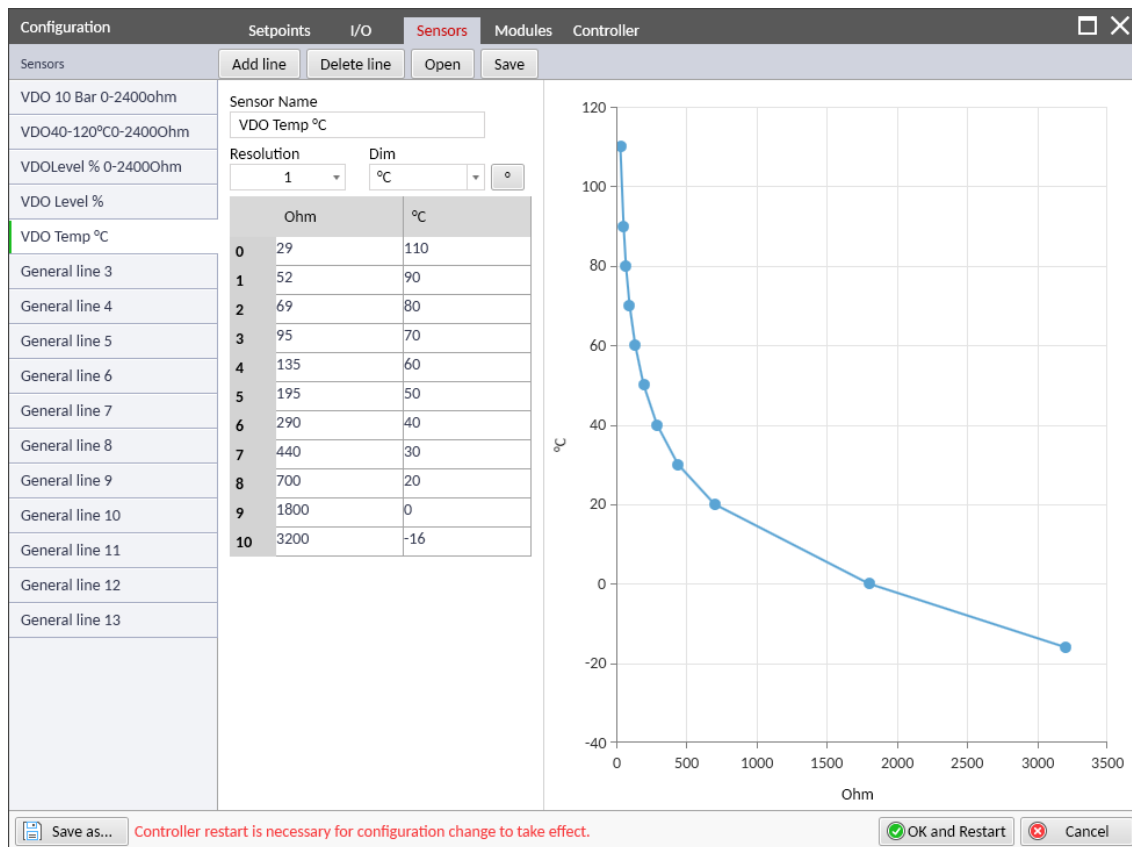 Configuration
Setpoints I/O Sensors Modules Controller
Sensors
Add line Delete line Open Save
VDO 10 Bar 0-2400ohm
VDO40-120ºC0-2400Ohm
VDOLevel % 0-2400Ohm
VDO Level %
VDO Temp ºC
General line 3
General line 4
General line 5
General line 6
General line 7
General line 8
General line 9
General line 10
General line 11
General line 12
General line 13
Sensor Name
VDO Temp ºC
Resolution Dim
1 ºC º
Ohm ºC
0 29 110
1 52 90
2 69 80
3 95 70
4 135 60
5 195 50
6 290 40
7 440 30
8 700 20
9 1800 0
10 3200 -16
120
100
80
60
40
20
0
-20
-40
ºC
0 500 1000 1500 2000 2500 3000 3500
Ohm
Save as... Controller restart is necessary for configuration change to take effect. OK and Restart Cancel